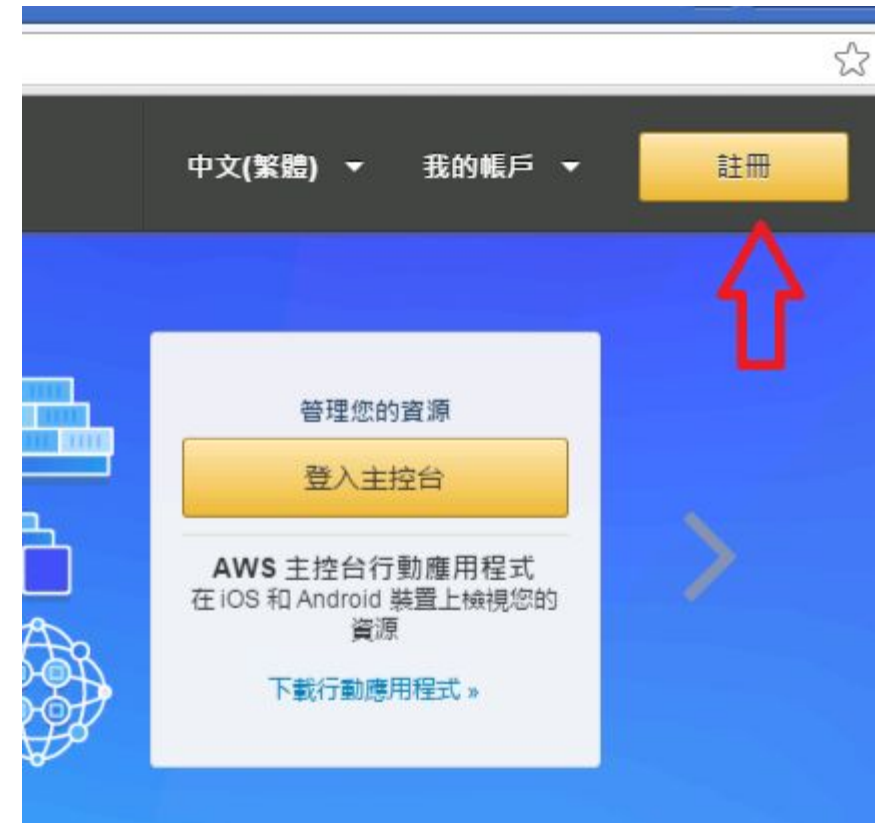 中文(繁體) 我的帳戶 註冊
管理您的資源
登入主控台
AWS 主控台行動應用程式
在 iOS 和 Android 裝置上檢視您的
資源
下載行動應用程式 »